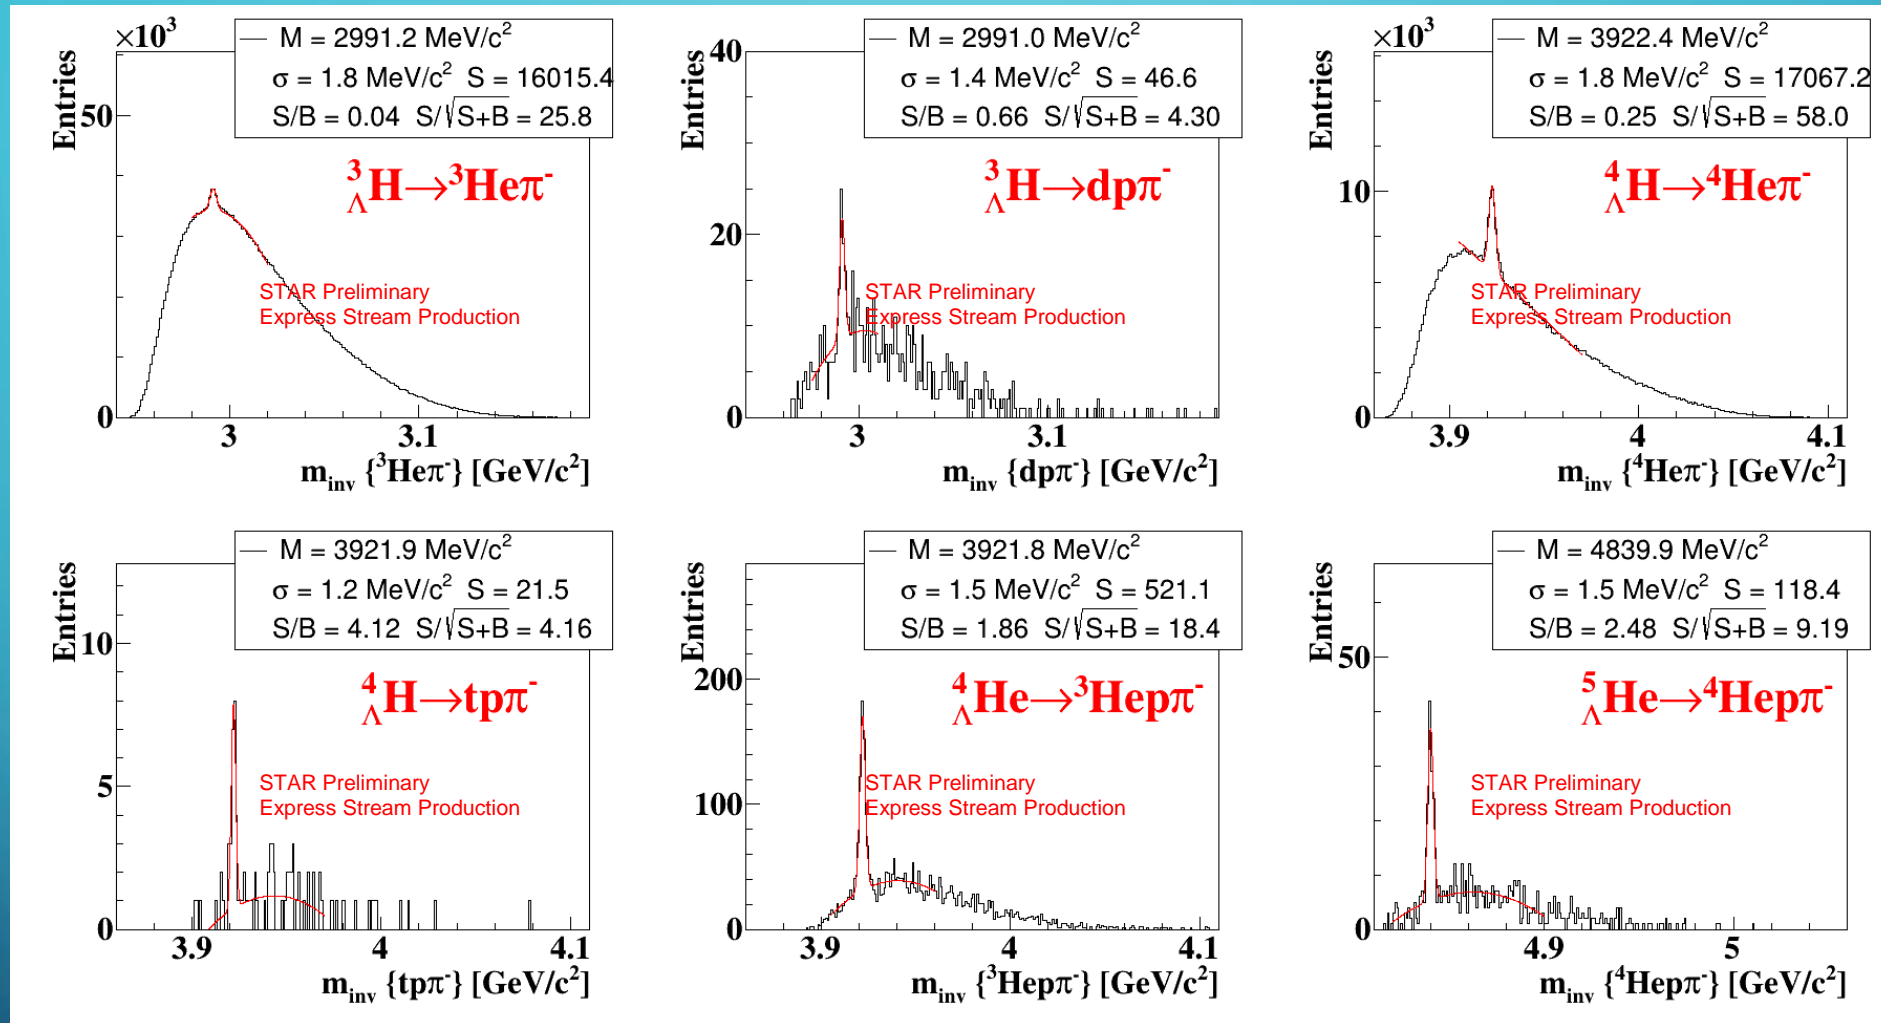 ×10³
Entries
50
0
3
3.1
M = 2991.2 MeV/c²
σ = 1.8 MeV/c² S = 16015.4
S/B = 0.04 S/√S+B = 25.8
³ΛH→³Heπ⁻
STAR Preliminary
Express Stream Production
m_inv {³Heπ⁻} [GeV/c²]
Entries
40
20
0
3
3.1
M = 2991.0 MeV/c²
σ = 1.4 MeV/c² S = 46.6
S/B = 0.66 S/√S+B = 4.30
³ΛH→dpπ⁻
STAR Preliminary
Express Stream Production
m_inv {dpπ⁻} [GeV/c²]
×10³
Entries
10
0
3.9
4
4.1
M = 3922.4 MeV/c²
σ = 1.8 MeV/c² S = 17067.2
S/B = 0.25 S/√S+B = 58.0
⁴ΛH→⁴Heπ⁻
STAR Preliminary
Express Stream Production
m_inv {⁴Heπ⁻} [GeV/c²]
Entries
10
5
0
3.9
4
4.1
M = 3921.9 MeV/c²
σ = 1.2 MeV/c² S = 21.5
S/B = 4.12 S/√S+B = 4.16
⁴ΛH→tpπ⁻
STAR Preliminary
Express Stream Production
m_inv {tpπ⁻} [GeV/c²]
Entries
200
100
0
3.9
4
4.1
M = 3921.8 MeV/c²
σ = 1.5 MeV/c² S = 521.1
S/B = 1.86 S/√S+B = 18.4
⁴ΛHe→³Hepπ⁻
STAR Preliminary
Express Stream Production
m_inv {³Hepπ⁻} [GeV/c²]
Entries
50
0
4.9
5
M = 4839.9 MeV/c²
σ = 1.5 MeV/c² S = 118.4
S/B = 2.48 S/√S+B = 9.19
⁵ΛHe→⁴Hepπ⁻
STAR Preliminary
Express Stream Production
m_inv {⁴Hepπ⁻} [GeV/c²]